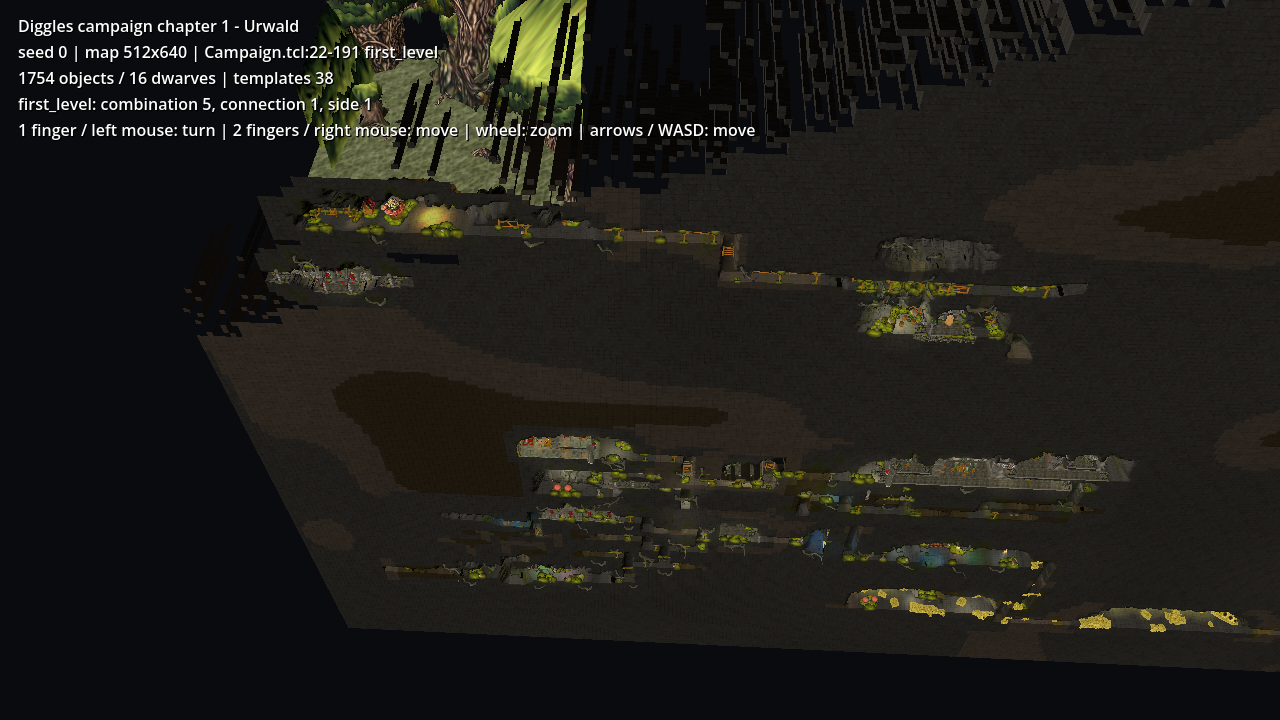 Diggles campaign chapter 1 - Urwald
seed 0 | map 512x640 | Campaign.tcl:22-191 first_level
1754 objects / 16 dwarves | templates 38
first_level: combination 5, connection 1, side 1
1 finger / left mouse: turn | 2 fingers / right mouse: move | wheel: zoom | arrows / WASD: move